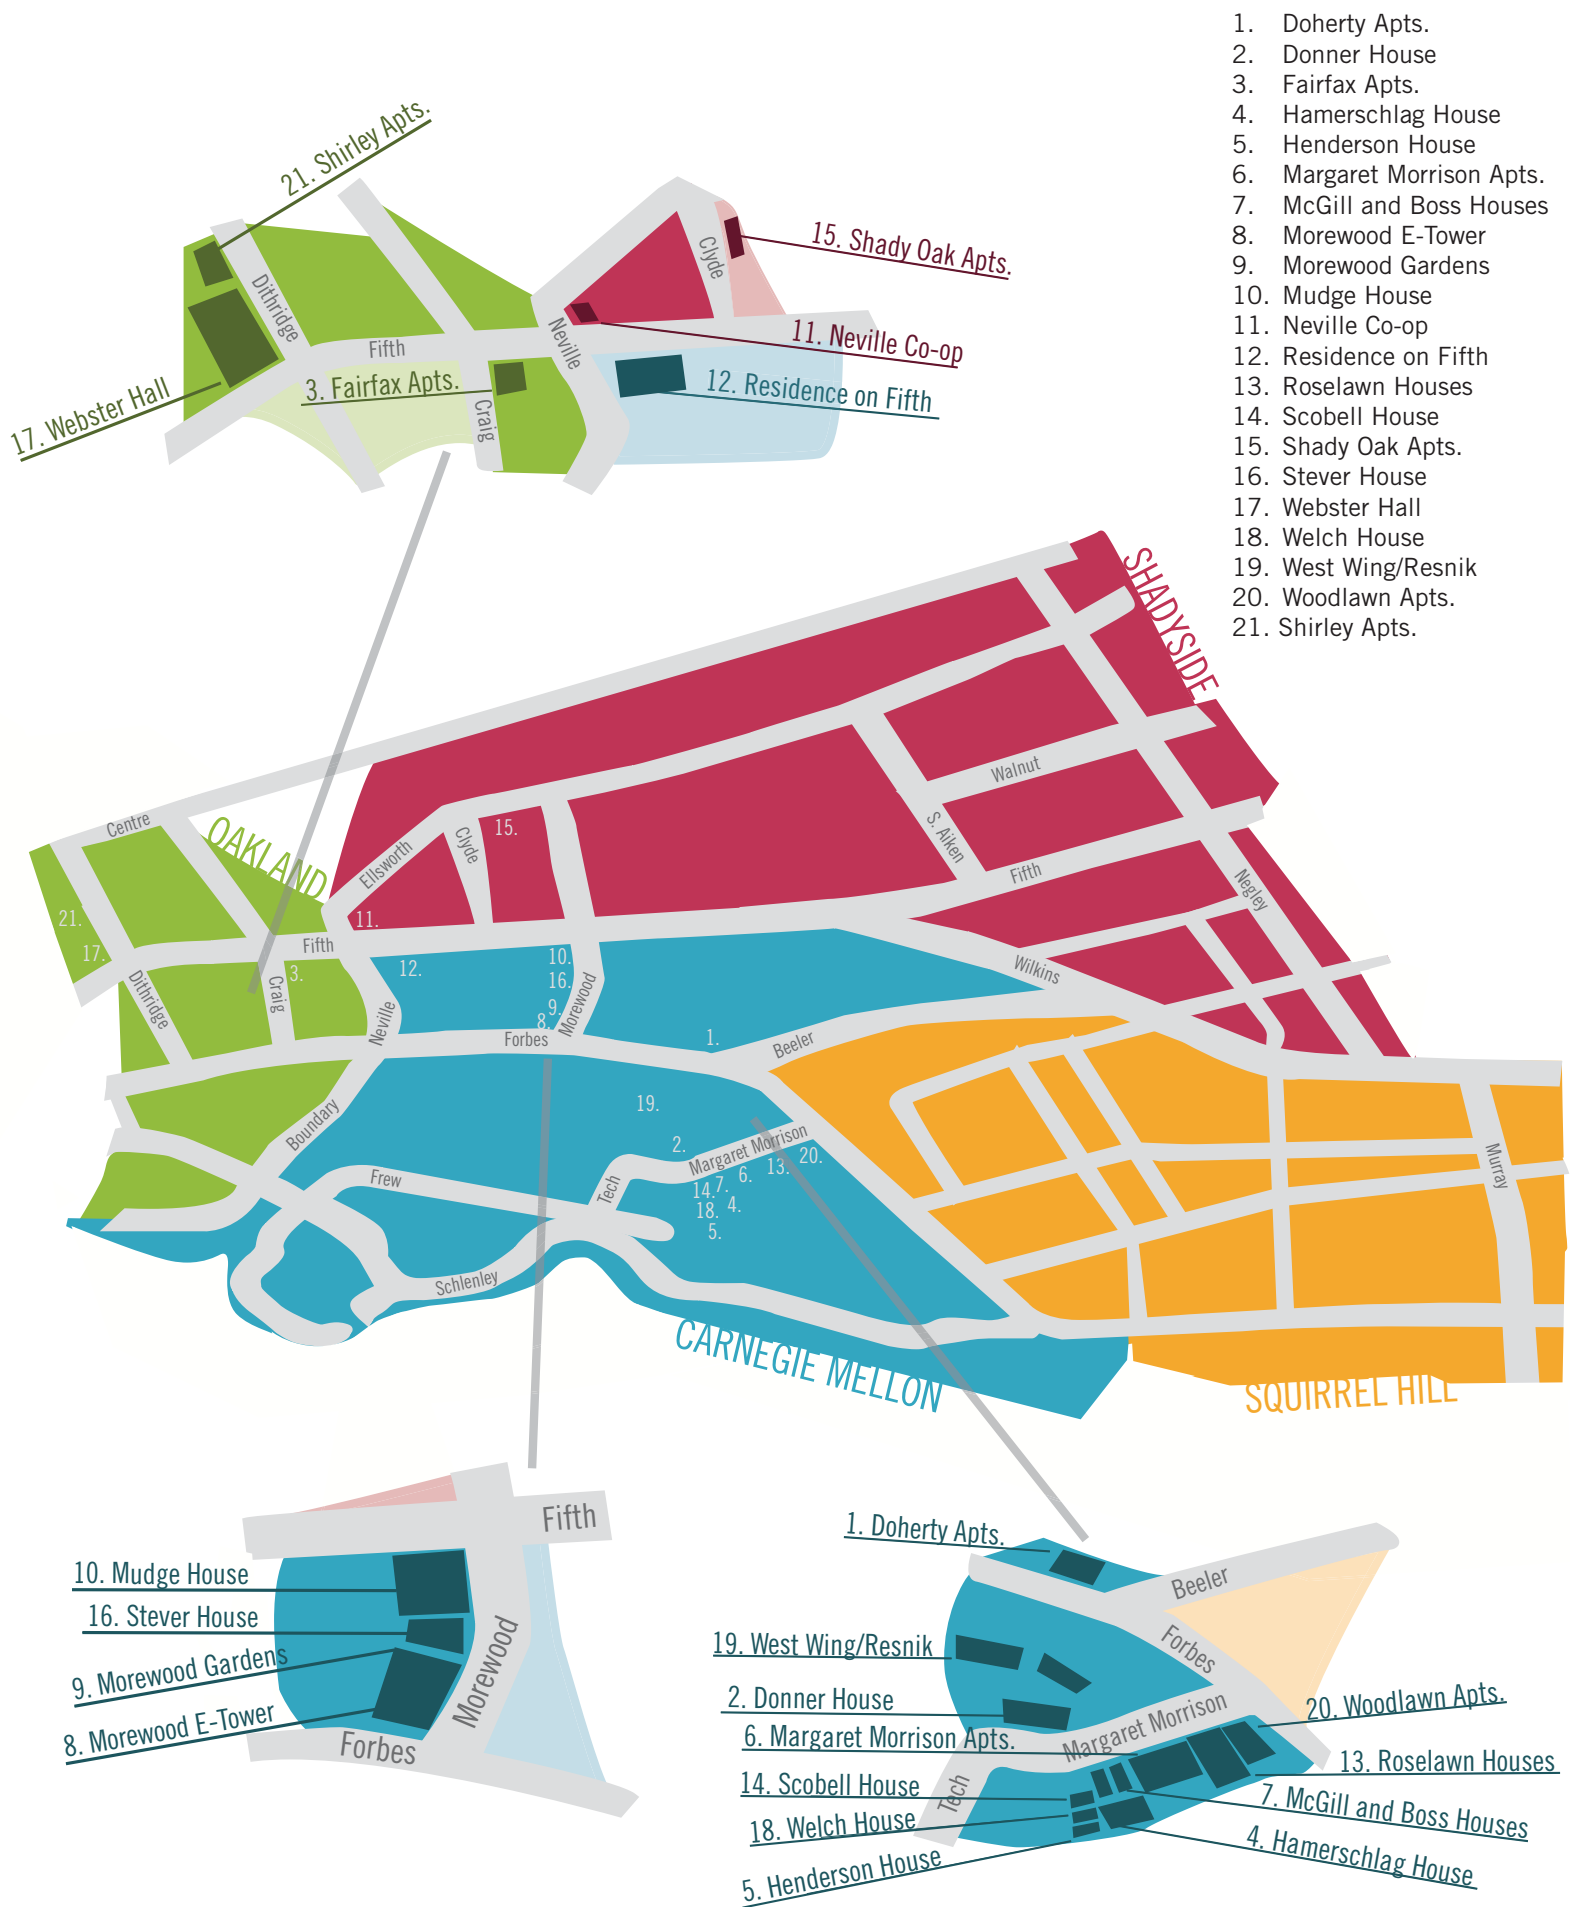 1. Doherty Apts.
2. Donner House
3. Fairfax Apts.
4. Hamerschlag House
5. Henderson House
6. Margaret Morrison Apts.
7. McGill and Boss Houses
8. Morewood E-Tower
9. Morewood Gardens
10. Mudge House
11. Neville Co-op
12. Residence on Fifth
13. Roselawn Houses
14. Scobell House
15. Shady Oak Apts.
16. Stever House
17. Webster Hall
18. Welch House
19. West Wing/Resnik
20. Woodlawn Apts.
21. Shirley Apts.
21. Shirley Apts.
15. Shady Oak Apts.
Clyde
Dithridge
Neville
Fifth
11. Neville Co-op
3. Fairfax Apts.
12. Residence on Fifth
17. Webster Hall
Craig
SHADYSIDE
Walnut
Centre
OAKLAND
Ellsworth
Clyde
15.
S. Aiken
Fifth
Negley
21.
11.
17.
Fifth
3.
12.
10.
16.
Wilkins
Dithridge
Craig
Neville
9.
8.
Morewood
Forbes
1.
Beeler
Boundary
19.
2.
Margaret Morrison
20.
13.
6.
7.
14.
4.
18.
5.
Frew
Tech
Murray
Schlenley
CARNEGIE MELLON
SQUIRREL HILL
Fifth
10. Mudge House
16. Stever House
9. Morewood Gardens
8. Morewood E-Tower
Morewood
Forbes
1. Doherty Apts.
Beeler
19. West Wing/Resnik
Forbes
2. Donner House
20. Woodlawn Apts.
6. Margaret Morrison Apts.
Margaret Morrison
13. Roselawn Houses
14. Scobell House
Tech
7. McGill and Boss Houses
18. Welch House
4. Hamerschlag House
5. Henderson House